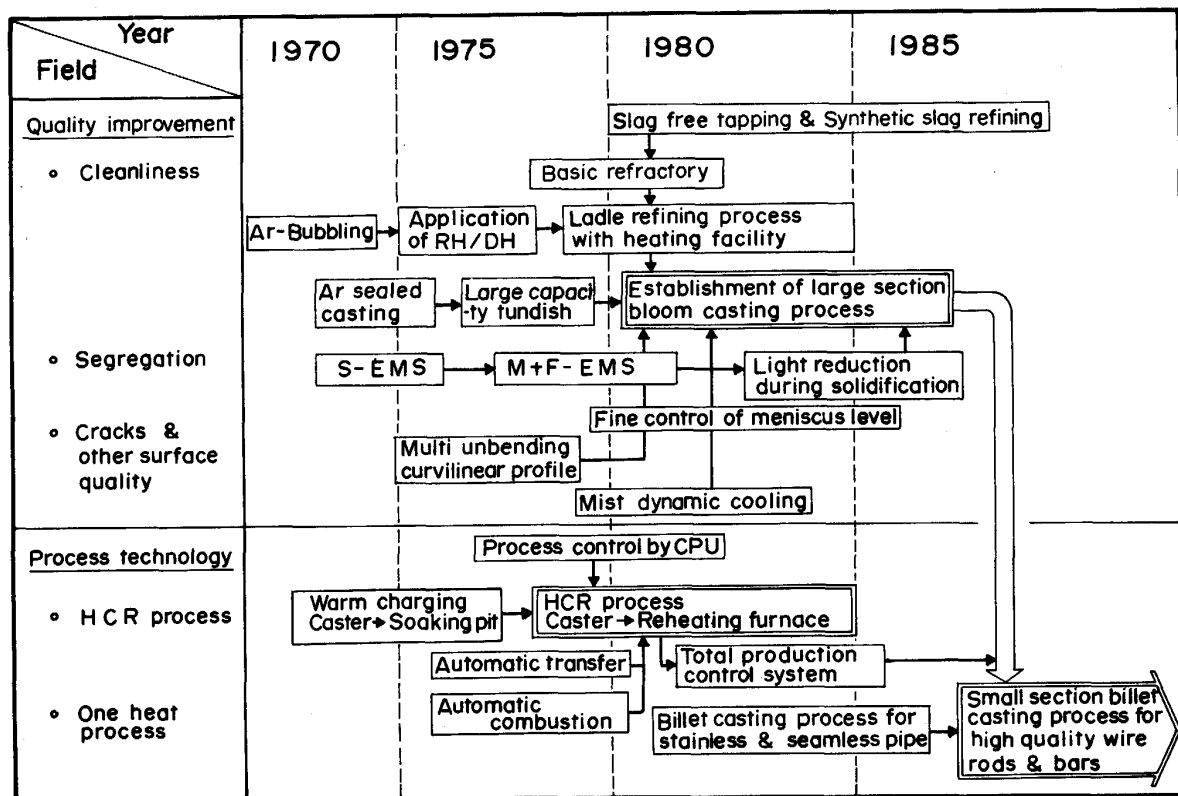 Year
Field
1970
1975
1980
1985
Quality improvement
Slag free tapping & Synthetic slag refining
Cleanliness
Basic refractory
Ar-Bubbling
Application
of RH/DH
Ladle refining process
with heating facility
Ar sealed
casting
Large capaci
-ty tundish
Establishment of large section
bloom casting process
Segregation
S-EMS
M+F-EMS
Light reduction
during solidification
Fine control of meniscus level
Cracks &
other surface
quality
Multi unbending
curvilinear profile
Mist dynamic cooling
Process technology
Process control by CPU
HCR process
Warm charging
Caster→Soaking pit
HCR process
Caster→Reheating furnace
Automatic transfer
Total production
control system
One heat
process
Automatic
combustion
Billet casting process for
stainless & seamless pipe
Small section billet
casting process for
high quality wire
rods & bars